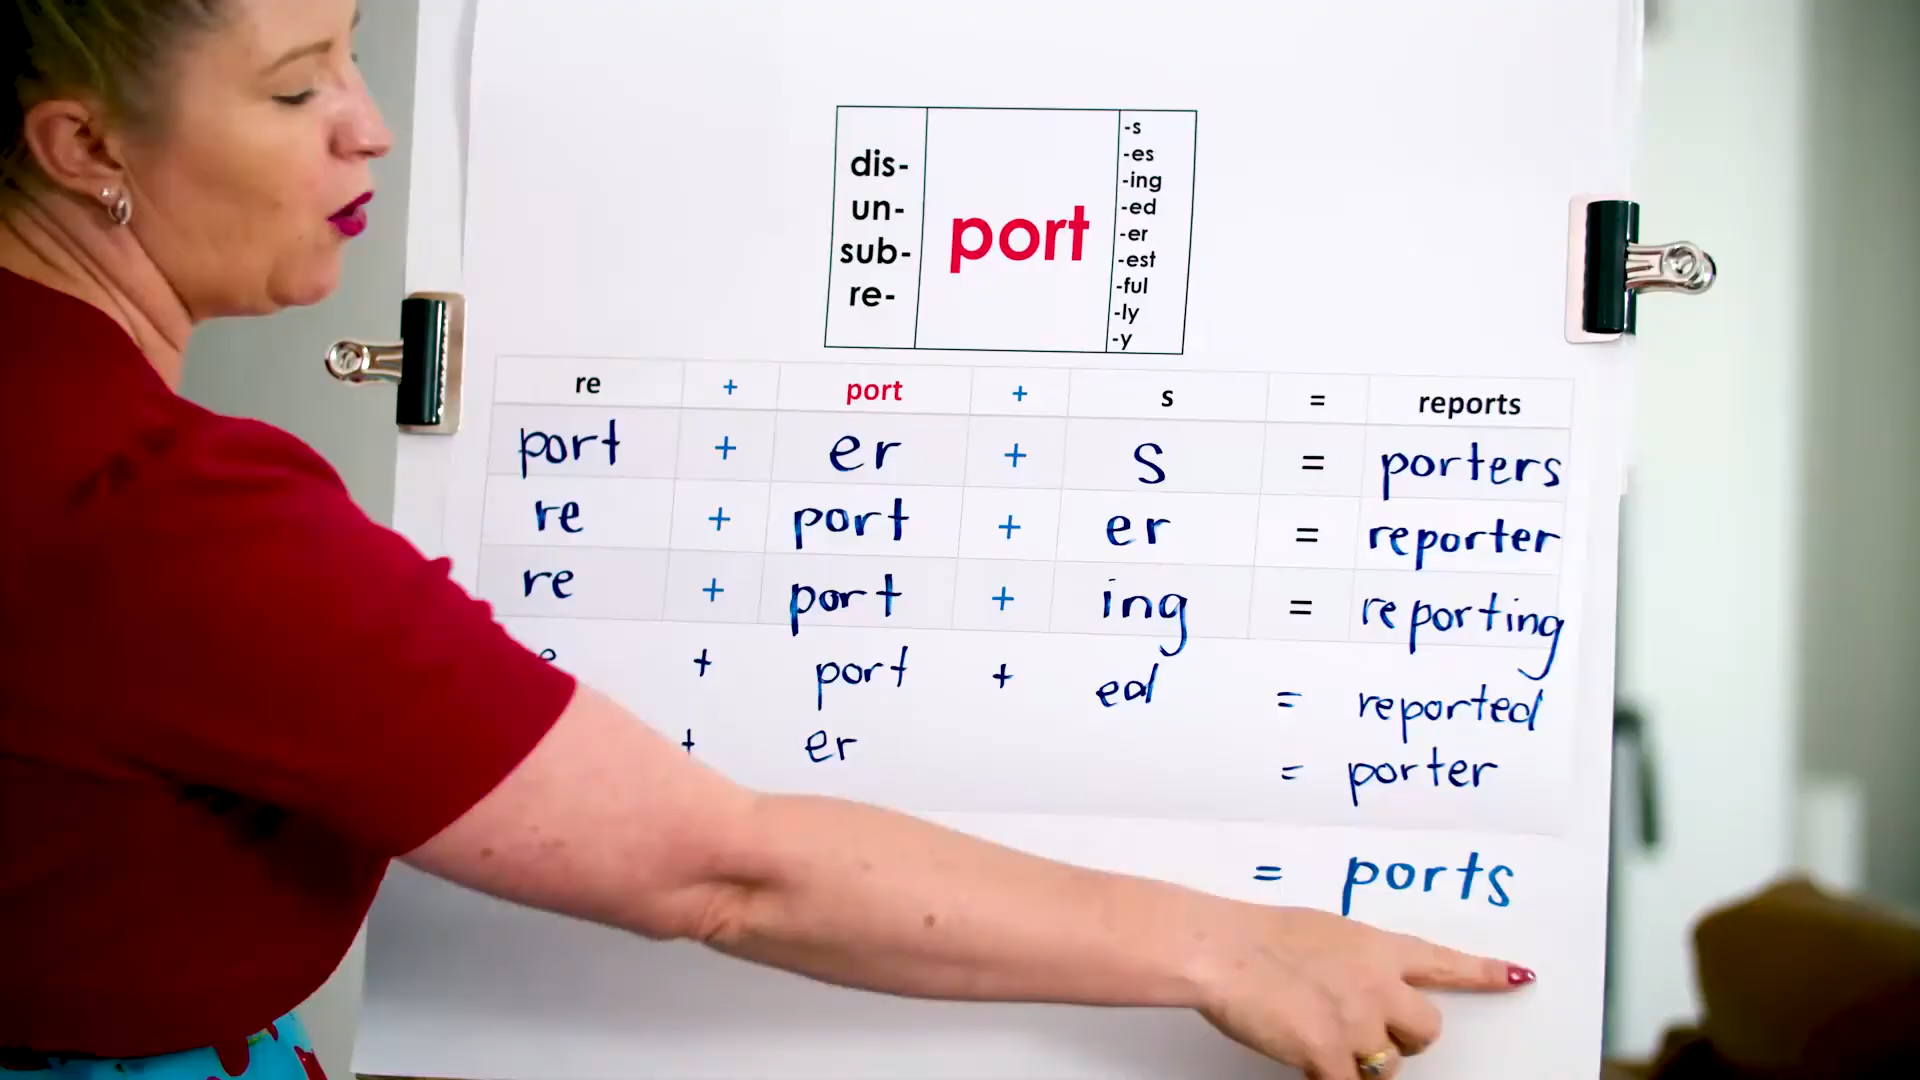 dis-
un-
sub-
re-
port
-s
-es
-ing
-ed
-er
-est
-ful
-ly
-y
re + port + s = reports
port + er + s = porters
re + port + er = reporter
re + port + ing = reporting
+ port + ed = reported
+ er = porter
= ports